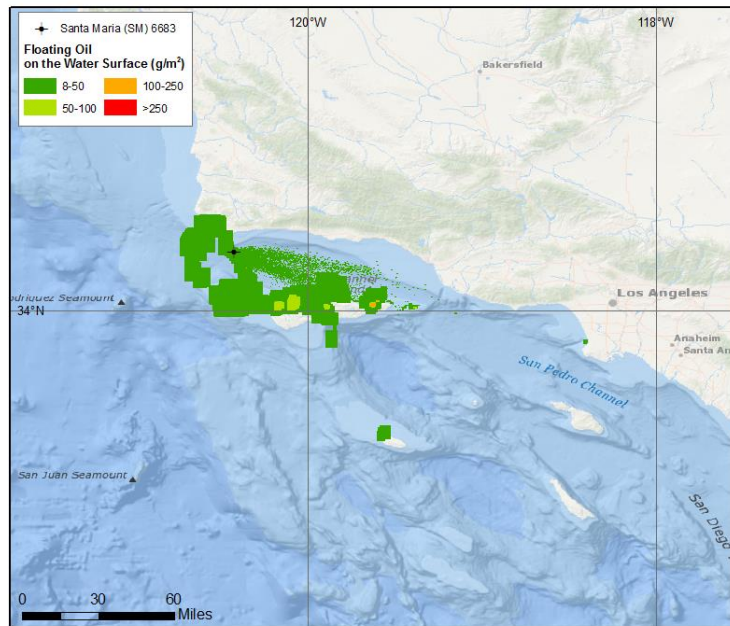 Santa Maria (SM) 6683
Floating Oil
on the Water Surface (g/m²)
8-50
100-250
50-100
>250
120°W
118°W
Bakersfield
Los Angeles
Anaheim
Santa An
Seamount
34°N
San Pedro Channel
San Juan Seamount
San Diego
0
30
60
Miles